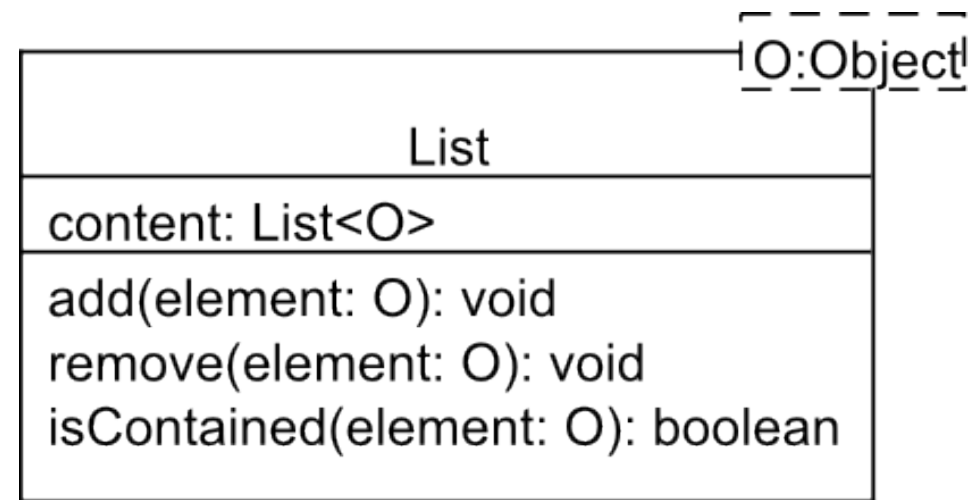 O:Object
List
content: List<O>
add(element: O): void
remove(element: O): void
isContained(element: O): boolean